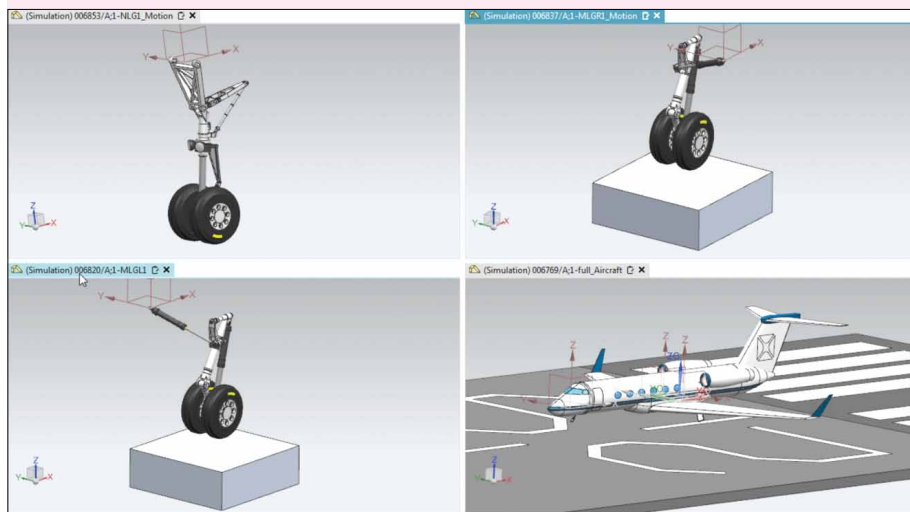 (Simulation) 006853/A;1-NLG1_Motion
(Simulation) 006837/A;1-MLGR1_Motion
Y
X
Y
X
Z
Y
X
Z
Y
X
(Simulation) 006820/A;1-MLGL1
(Simulation) 006769/A;1-full_Aircraft
Y
X
Z
Z
Z
Z
Y
X
Z
Y
X